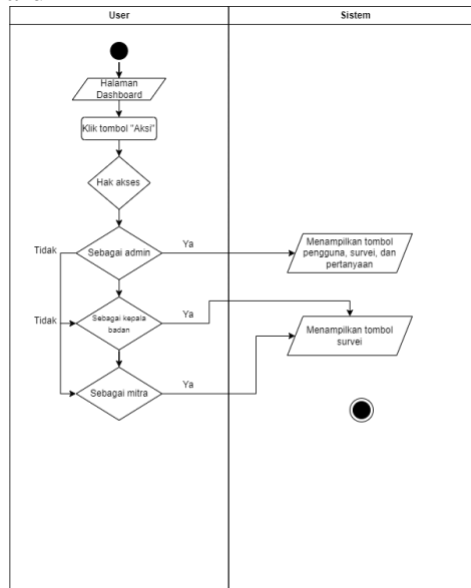 User
Sistem
Halaman
Dashboard
Klik tombol "Aksi"
Hak akses
Tidak
Sebagai admin
Ya
Menampilkan tombol
pengguna, survei, dan
pertanyaan
Tidak
Sebagai kepala
badan
Ya
Menampilkan tombol
survei
Sebagai mitra
Ya